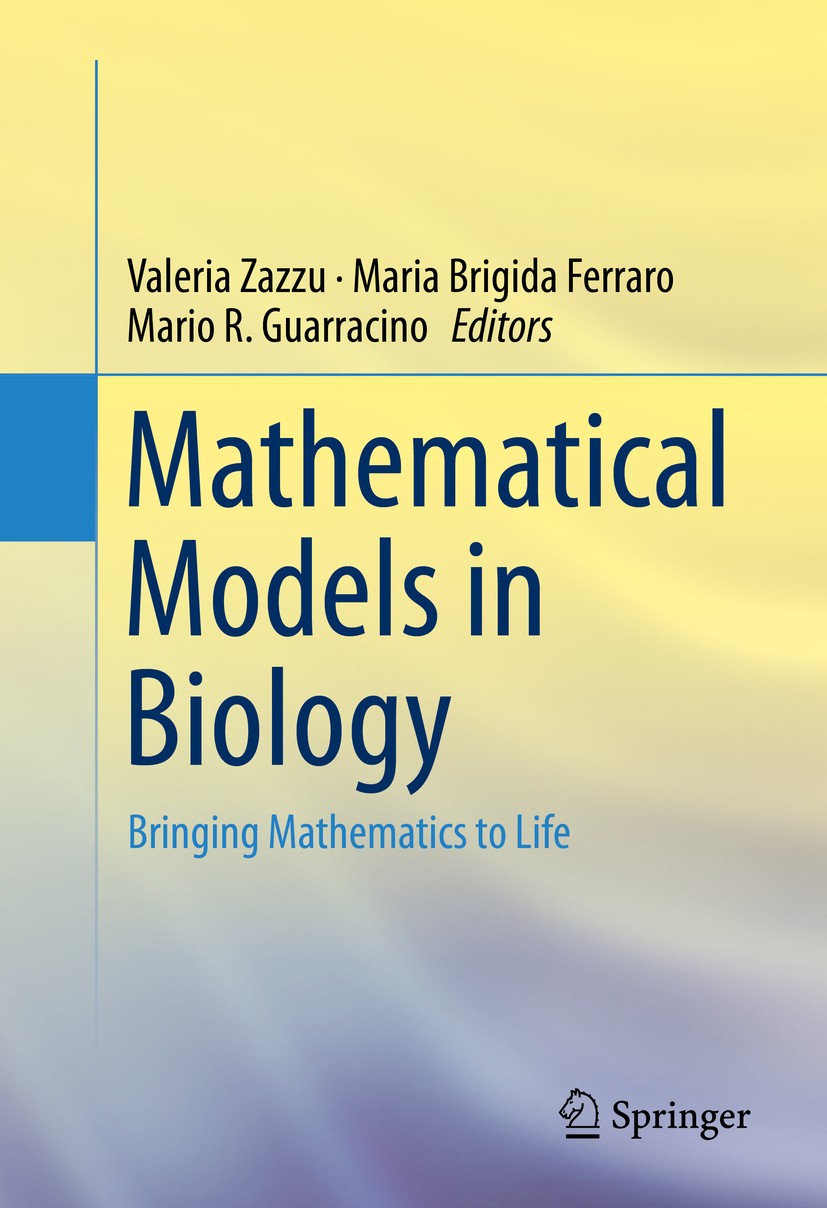 Valeria Zazzu · Maria Brigida Ferraro
Mario R. Guarracino Editors
Mathematical
Models in
Biology
Bringing Mathematics to Life
Springer